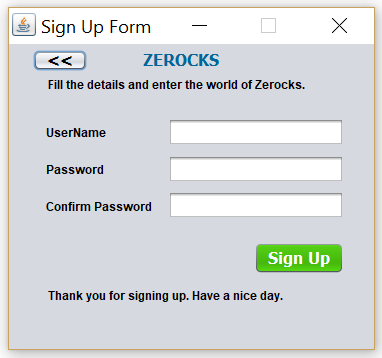 Sign Up Form
<< ZEROCKS
Fill the details and enter the world of Zerocks.
UserName
Password
Confirm Password
Sign Up
Thank you for signing up. Have a nice day.